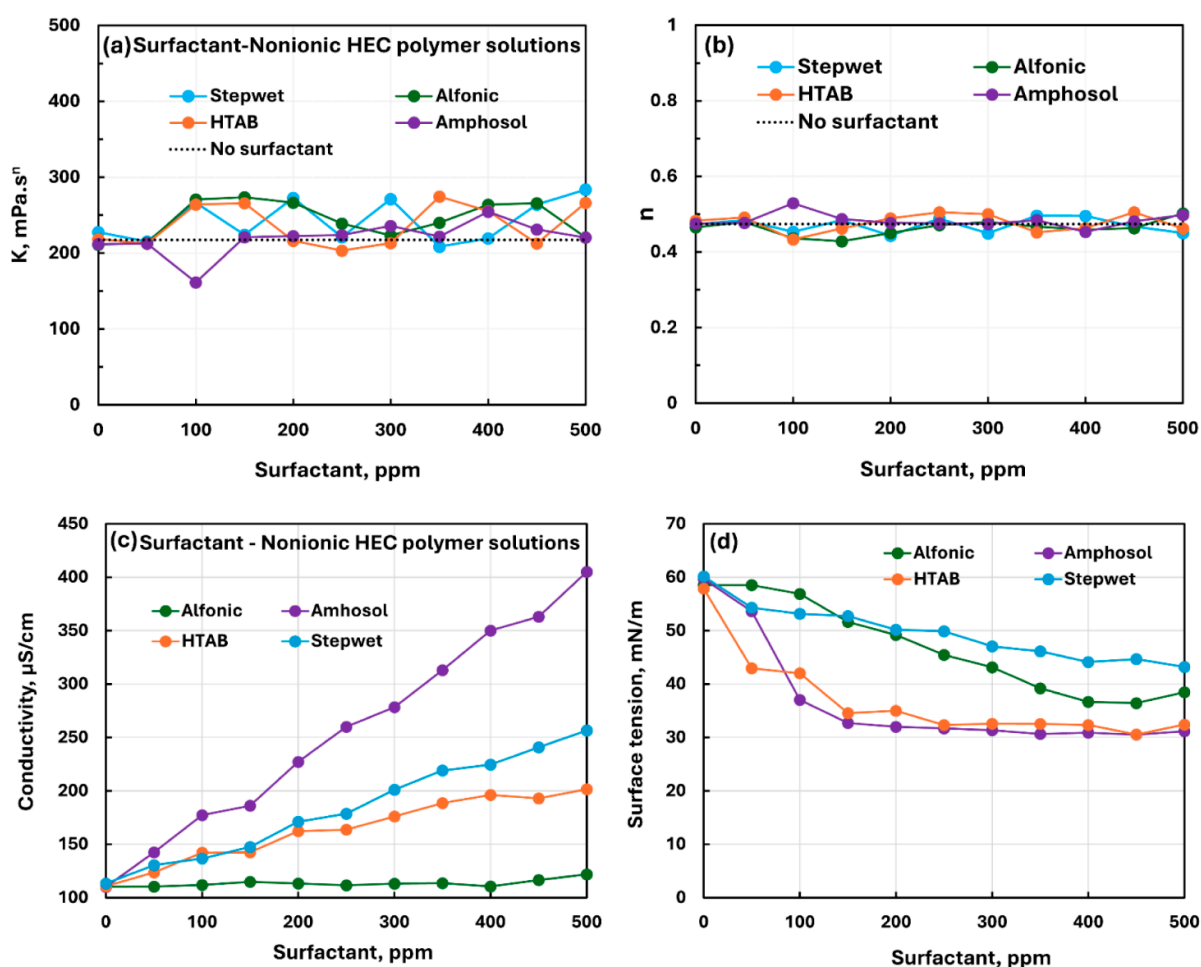 (a) Surfactant-Nonionic HEC polymer solutions
Stepwet Alfonic
HTAB Amphosol
No surfactant
500
400
300
200
100
0
K, mPa.sⁿ
0 100 200 300 400 500
Surfactant, ppm
(b)
Stepwet Alfonic
HTAB Amphosol
No surfactant
1
0.8
0.6
0.4
0.2
0
n
0 100 200 300 400 500
Surfactant, ppm
(c) Surfactant - Nonionic HEC polymer solutions
Alfonic Amhosol
HTAB Stepwet
450
400
350
300
250
200
150
100
Conductivity, µS/cm
0 100 200 300 400 500
Surfactant, ppm
(d)
Alfonic Amphosol
HTAB Stepwet
70
60
50
40
30
20
10
0
Surface tension, mN/m
0 100 200 300 400 500
Surfactant, ppm